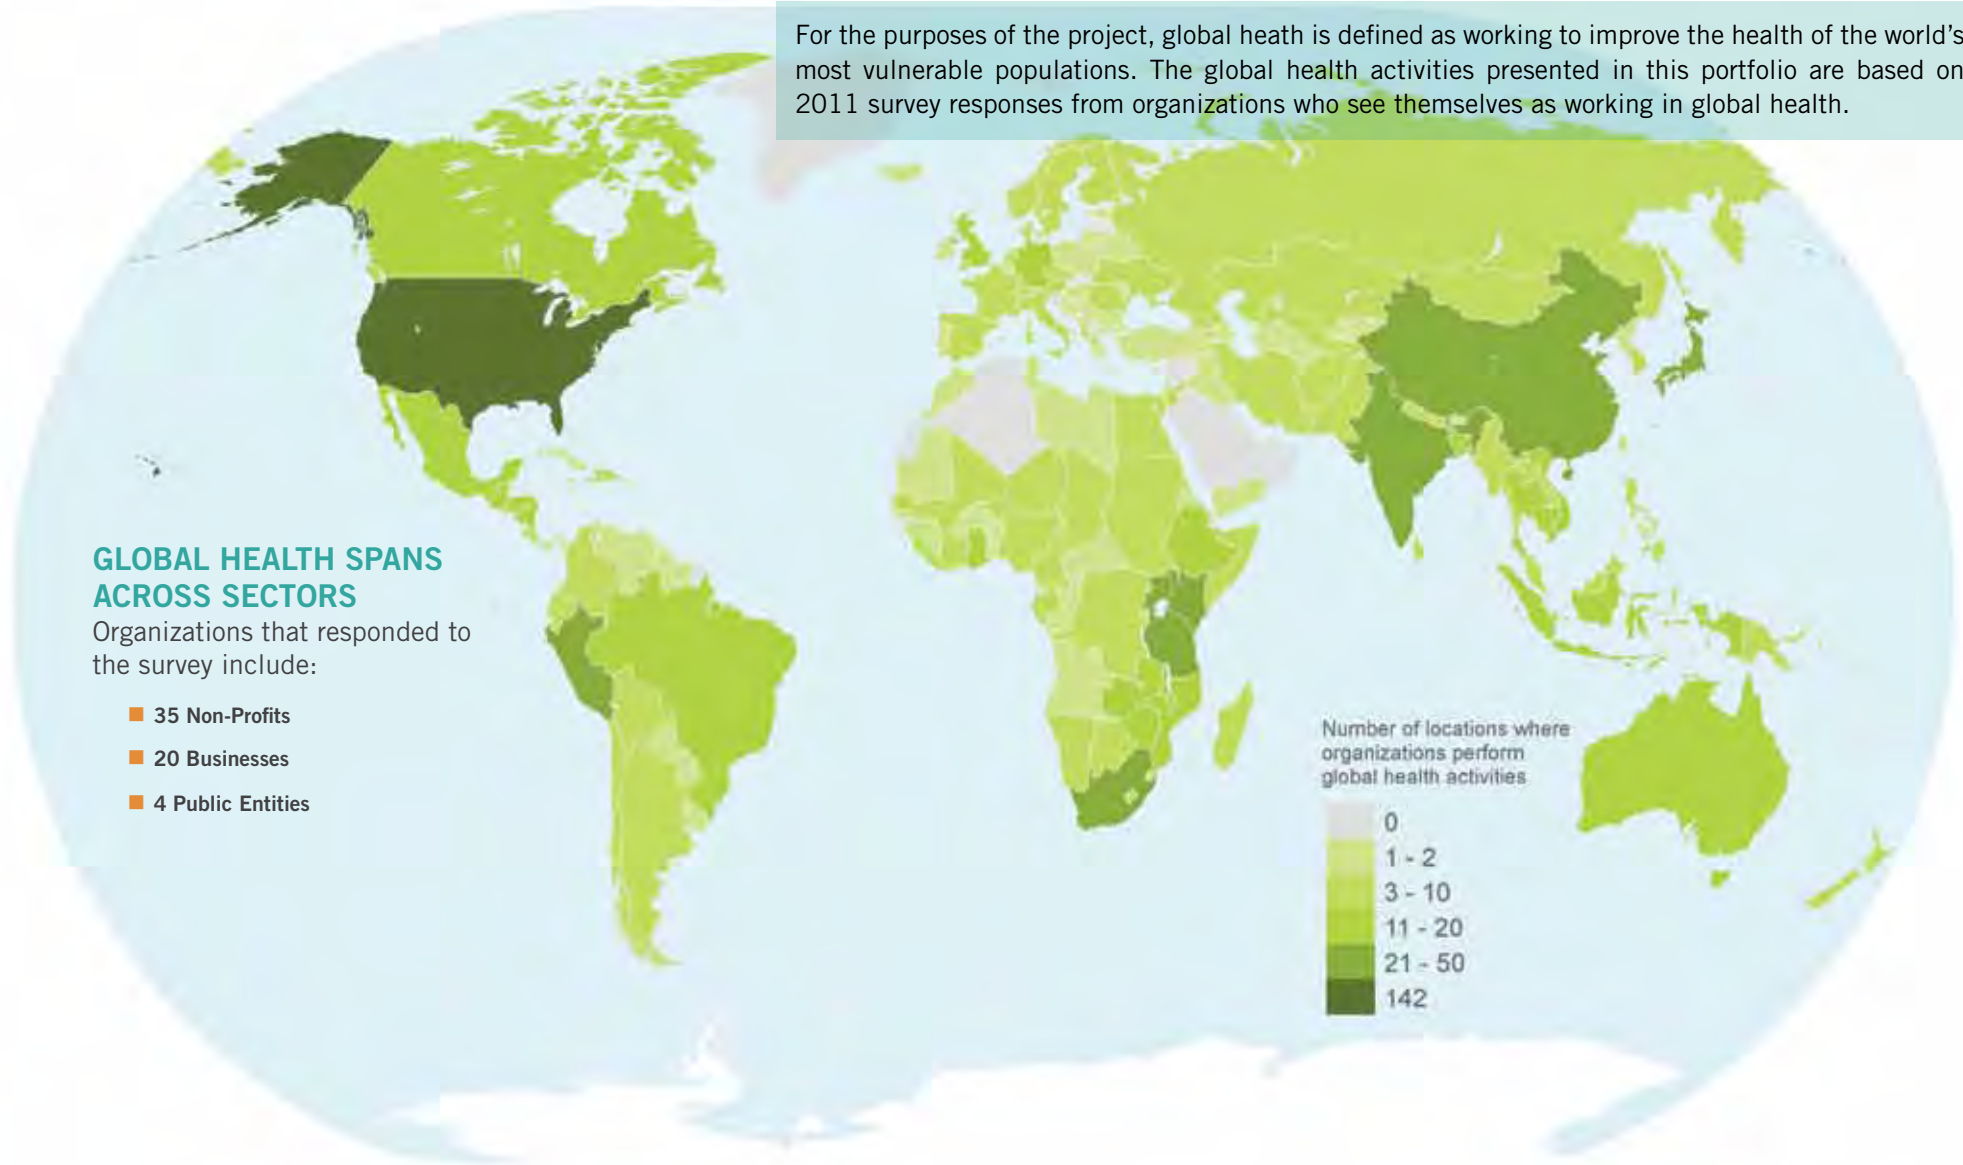 For the purposes of the project, global heath is defined as working to improve the health of the world's
most vulnerable populations. The global health activities presented in this portfolio are based on
2011 survey responses from organizations who see themselves as working in global health.
GLOBAL HEALTH SPANS
ACROSS SECTORS
Organizations that responded to
the survey include:
35 Non-Profits
20 Businesses
4 Public Entities
Number of locations where
organizations perform
global health activities
0
1 - 2
3 - 10
11 - 20
21 - 50
142